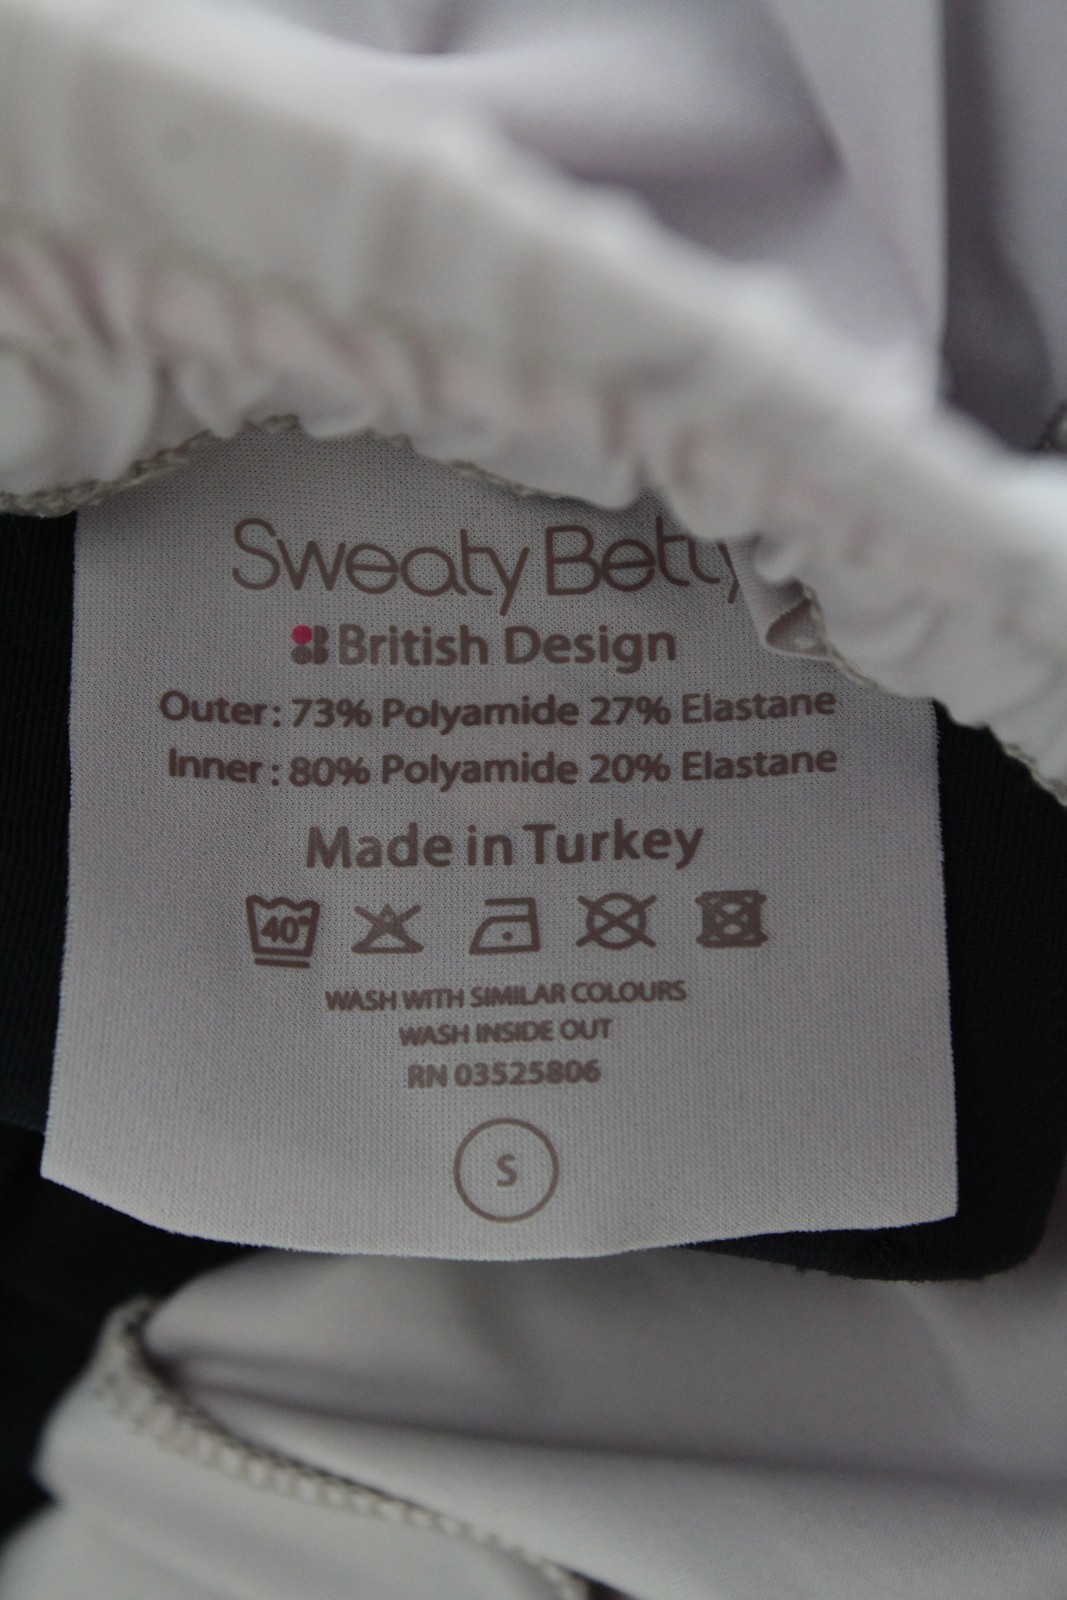 Sweaty Betty
British Design
Outer: 73% Polyamide 27% Elastane
Inner: 80% Polyamide 20% Elastane
Made in Turkey
40°
WASH WITH SIMILAR COLOURS
WASH INSIDE OUT
RN 03525806
S